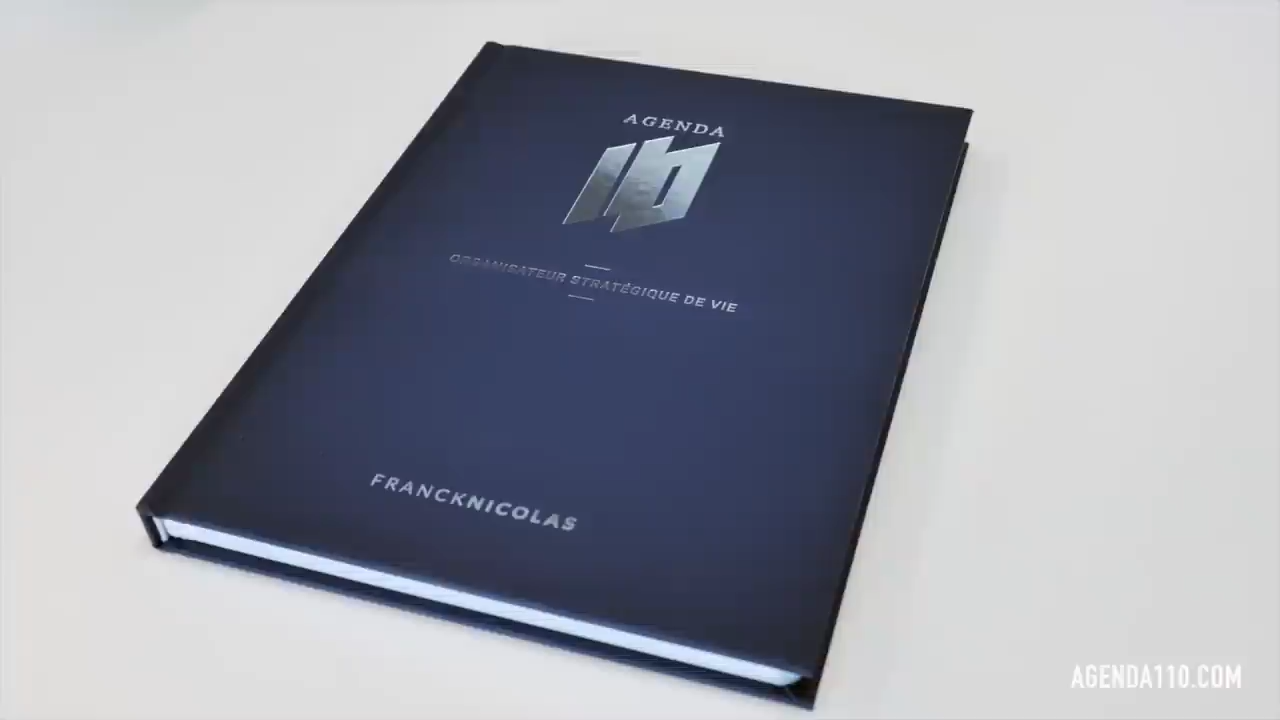 AGENDA
110
ORGANISATEUR STRATÉGIQUE DE VIE
FRANCKNICOLAS
AGENDA110.COM